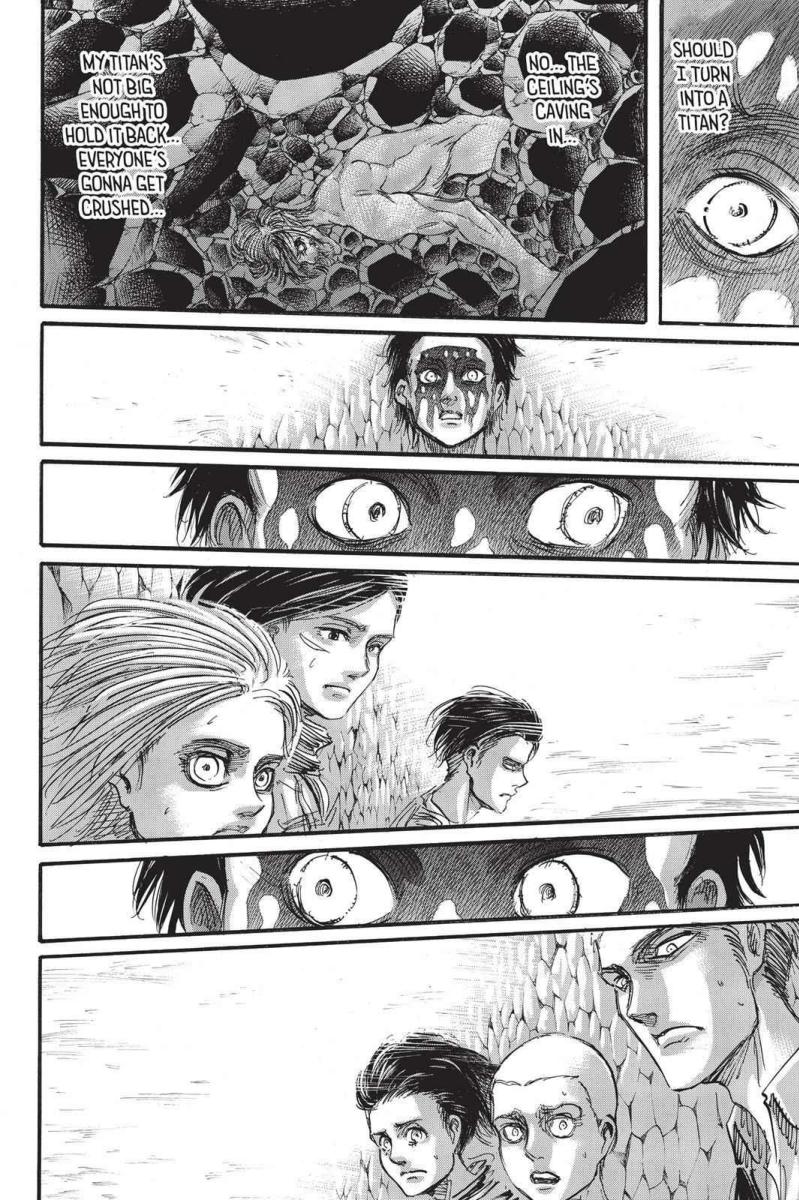 SHOULD
I TURN
INTO A
TITAN?
NO... THE
CEILING'S
CAVING
IN...
MY TITAN'S
NOT BIG
ENOUGH TO
HOLD IT BACK...
EVERYONE'S
GONNA GET
CRUSHED...